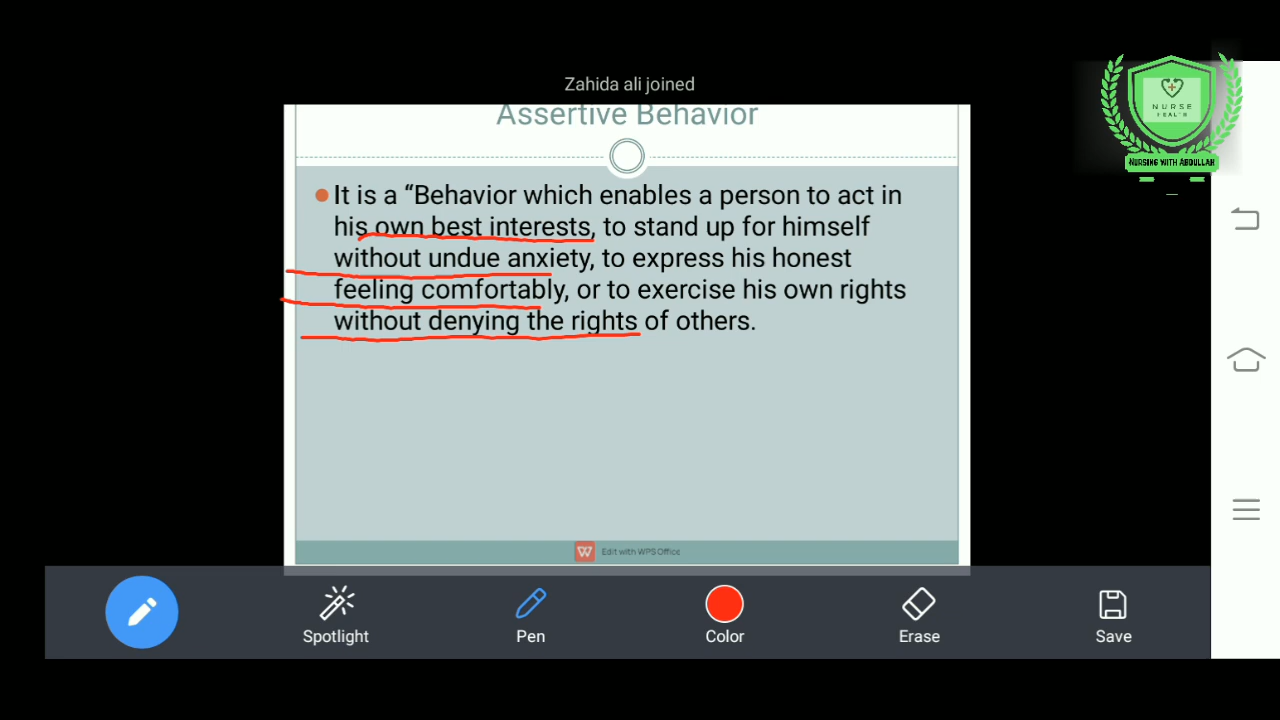 Zahida ali joined
NURSE
HEALTH
NURSING WITH ABDULLAH
Assertive Behavior
It is a “Behavior which enables a person to act in
his own best interests, to stand up for himself
without undue anxiety, to express his honest
feeling comfortably, or to exercise his own rights
without denying the rights of others.
Edit with WPS Office
Spotlight
Pen
Color
Erase
Save